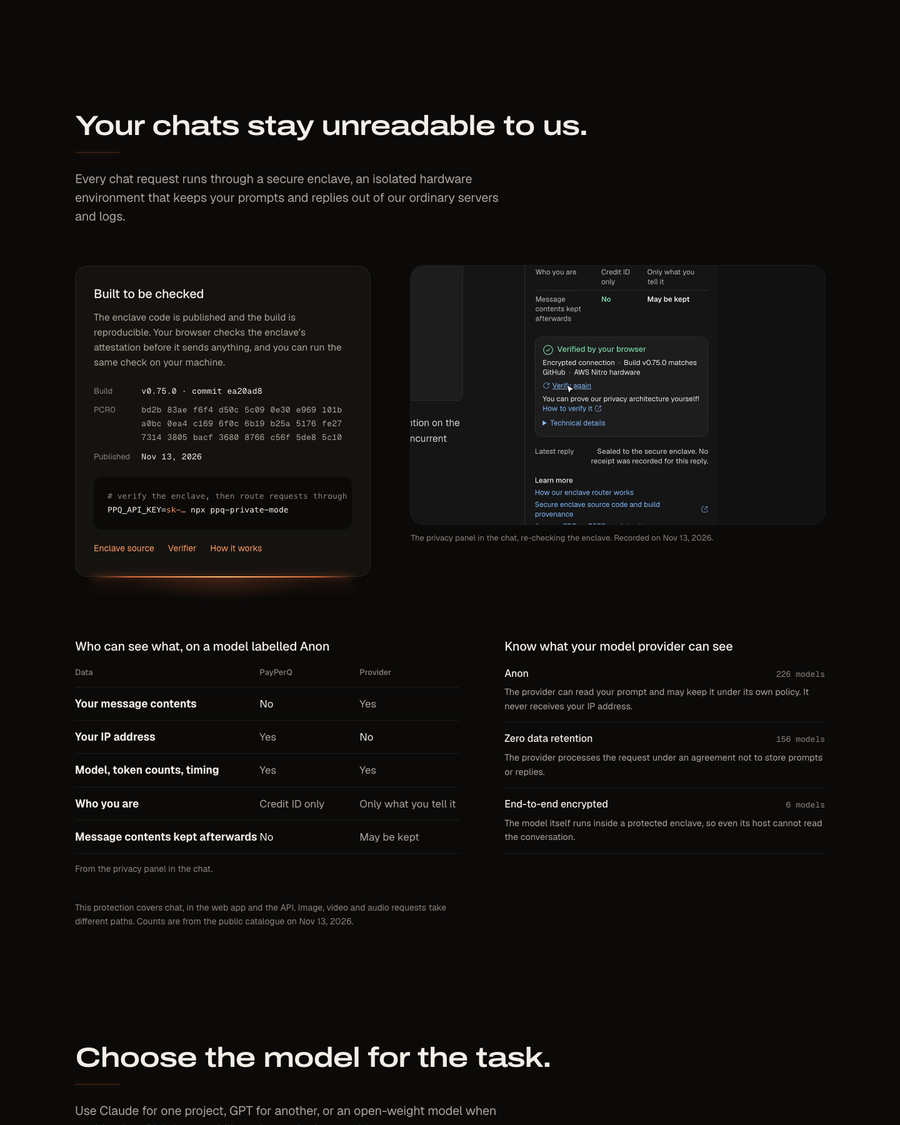 Your chats stay unreadable to us.
Every chat request runs through a secure enclave, an isolated hardware
environment that keeps your prompts and replies out of our ordinary servers
and logs.
Built to be checked
The enclave code is published and the build is
reproducible. Your browser checks the enclave's
attestation before it sends anything, and you can run the
same check on your machine.
Build v0.75.0 · commit ea20ad8
PCR0 bd2b 83ae f6f4 d50c 5c09 0e30 e969 101b
a0bc 0ea4 c169 6f0c 6b19 b25a 5176 fe27
7314 3805 bacf 3680 8766 c56f 5de8 5c10
Published Nov 13, 2026
# verify the enclave, then route requests through
PPQ_API_KEY=sk-… npx ppq-private-mode
Enclave source Verifier How it works
ntion on the
ncurrent
Who you are Credit ID only Only what you tell it
Message contents kept afterwards No May be kept
Verified by your browser
Encrypted connection · Build v0.75.0 matches
GitHub · AWS Nitro hardware
Verify again
You can prove our privacy architecture yourself!
How to verify it
Technical details
Latest reply Sealed to the secure enclave. No
receipt was recorded for this reply.
Learn more
How our enclave router works
Secure enclave source code and build
provenance
The privacy panel in the chat, re-checking the enclave. Recorded on Nov 13, 2026.
Who can see what, on a model labelled Anon
Data PayPerQ Provider
Your message contents No Yes
Your IP address Yes No
Model, token counts, timing Yes Yes
Who you are Credit ID only Only what you tell it
Message contents kept afterwards No May be kept
From the privacy panel in the chat.
This protection covers chat, in the web app and the API. Image, video and audio requests take
different paths. Counts are from the public catalogue on Nov 13, 2026.
Know what your model provider can see
Anon 226 models
The provider can read your prompt and may keep it under its own policy. It
never receives your IP address.
Zero data retention 156 models
The provider processes the request under an agreement not to store prompts
or replies.
End-to-end encrypted 6 models
The model itself runs inside a protected enclave, so even its host cannot read
the conversation.
Choose the model for the task.
Use Claude for one project, GPT for another, or an open-weight model when